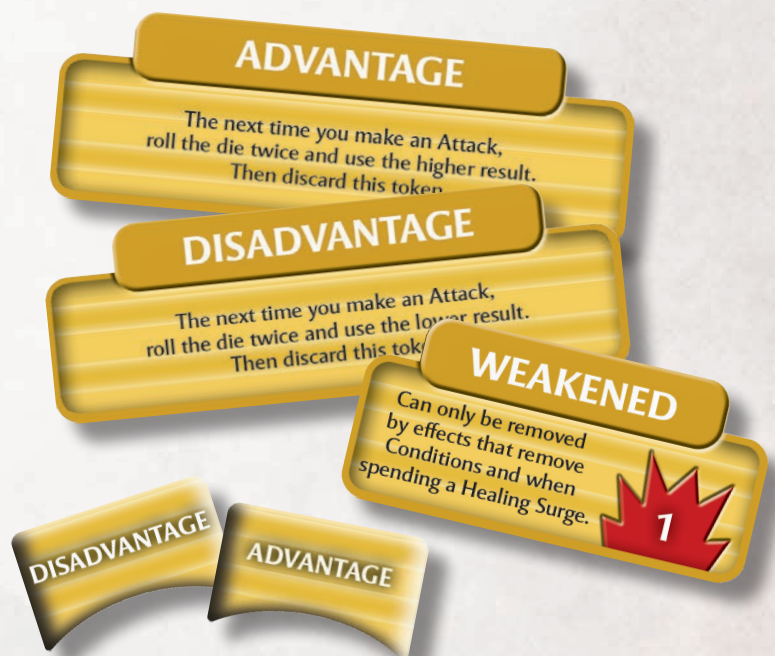 ADVANTAGE
The next time you make an Attack,
roll the die twice and use the higher result.
Then discard this token
DISADVANTAGE
The next time you make an Attack,
roll the die twice and use the lower result.
Then discard this
WEAKENED
Can only be removed
by effects that remove
Conditions and when
spending a Healing Surge.
1
DISADVANTAGE
ADVANTAGE